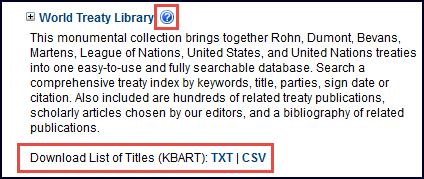 World Treaty Library ?
This monumental collection brings together Rohn, Dumont, Bevans,
Martens, League of Nations, United States, and United Nations treaties
into one easy-to-use and fully searchable database. Search a
comprehensive treaty index by keywords, title, parties, sign date or
citation. Also included are hundreds of related treaty publications,
scholarly articles chosen by our editors, and a bibliography of related
publications.
Download List of Titles (KBART): TXT | CSV